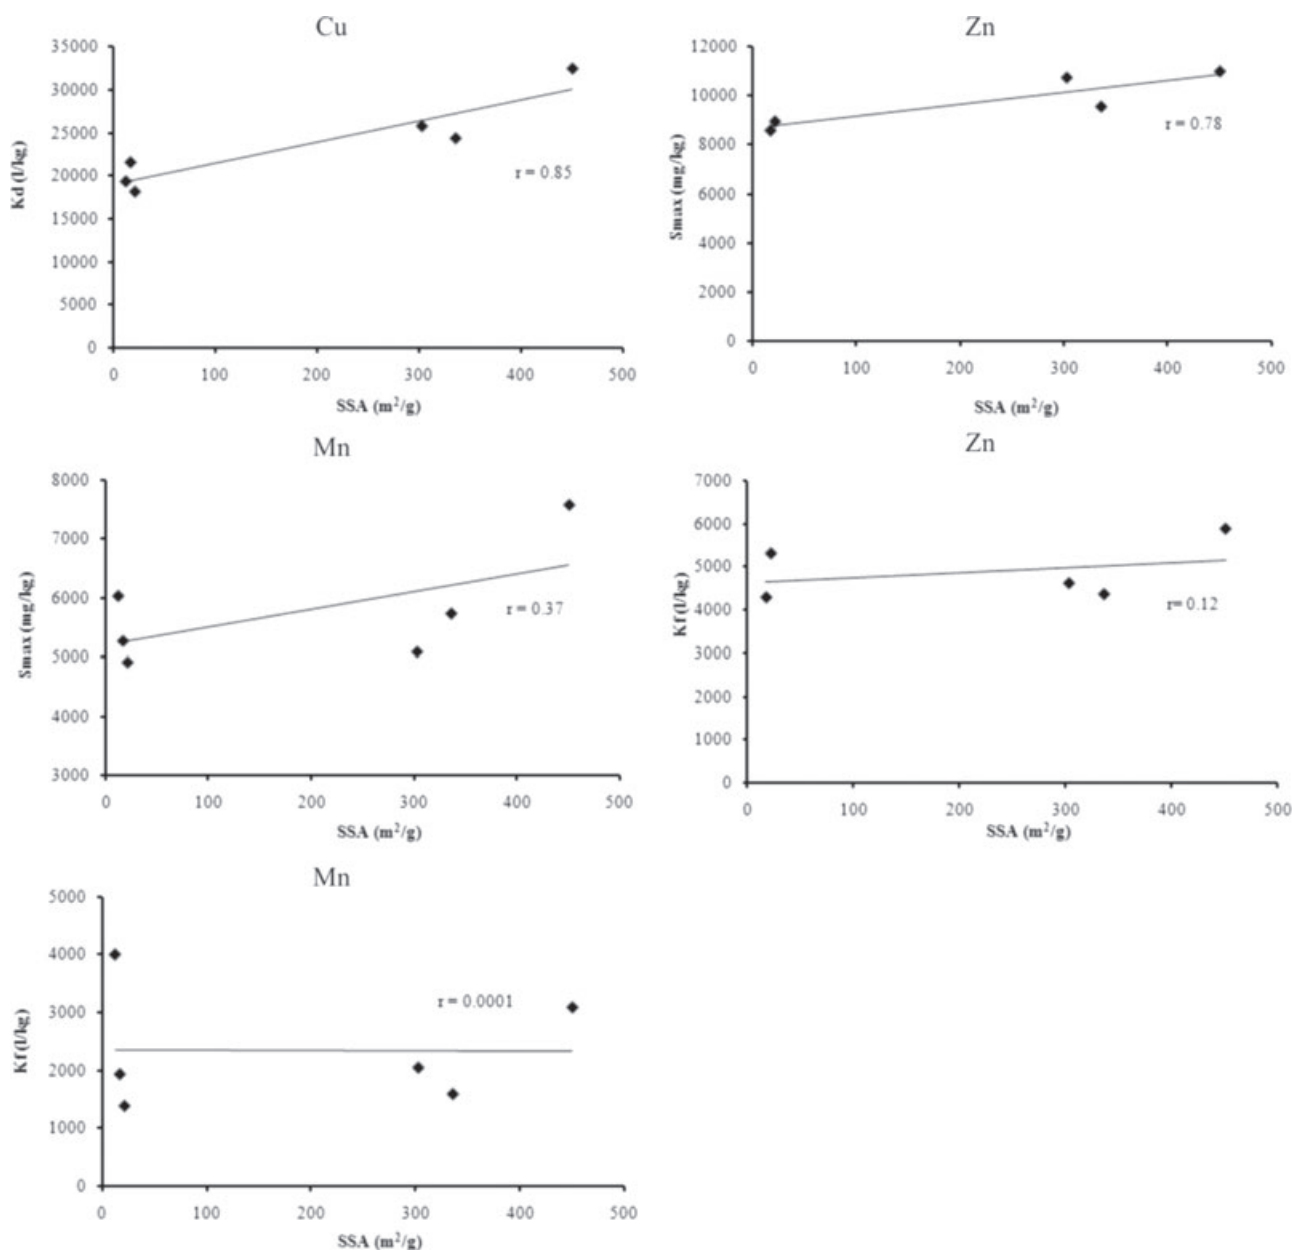 Cu
35000
30000
25000
20000
15000
10000
5000
0
Kd (l/kg)
r = 0.85
0 100 200 300 400 500
SSA (m²/g)
Zn
12000
10000
8000
6000
4000
2000
0
Smax (mg/kg)
r = 0.78
0 100 200 300 400 500
SSA (m²/g)
Mn
8000
7000
6000
5000
4000
3000
Smax (mg/kg)
r = 0.37
0 100 200 300 400 500
SSA (m²/g)
Zn
7000
6000
5000
4000
3000
2000
1000
0
Kf (l/kg)
r= 0.12
0 100 200 300 400 500
SSA (m²/g)
Mn
5000
4000
3000
2000
1000
0
Kf (l/kg)
r = 0.0001
0 100 200 300 400 500
SSA (m²/g)